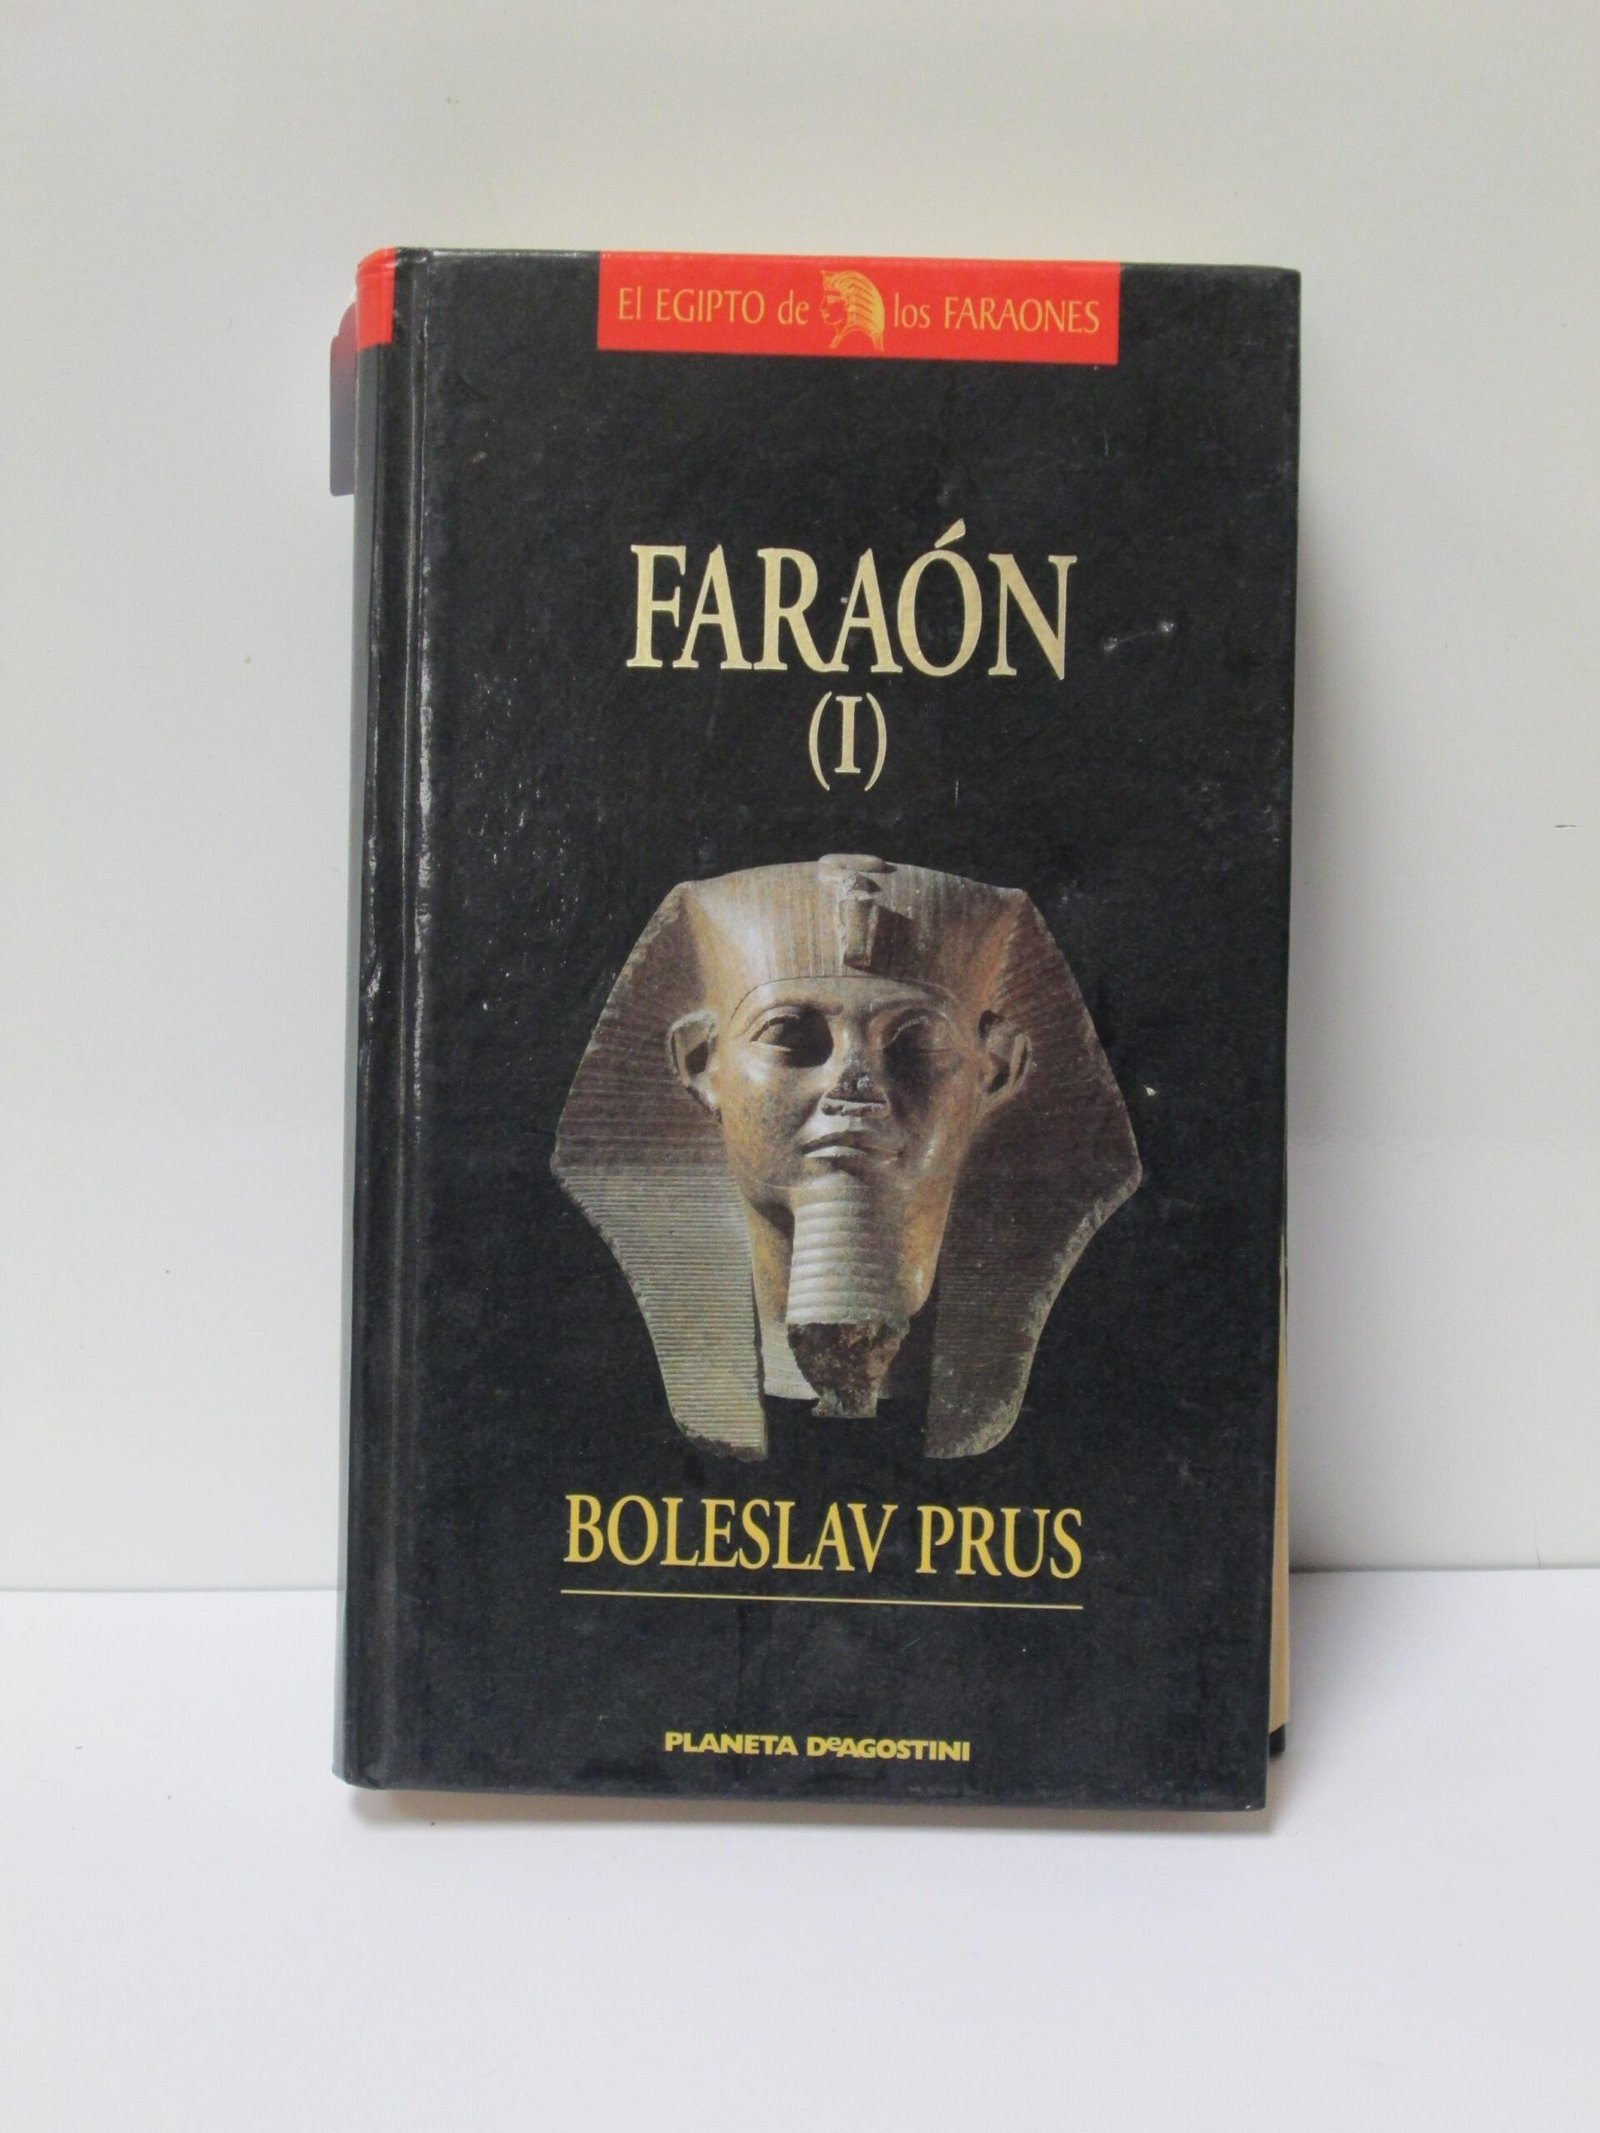 El EGIPTO de los FARAONES
FARAÓN
(I)
BOLESLAV PRUS
PLANETA DeAGOSTINI